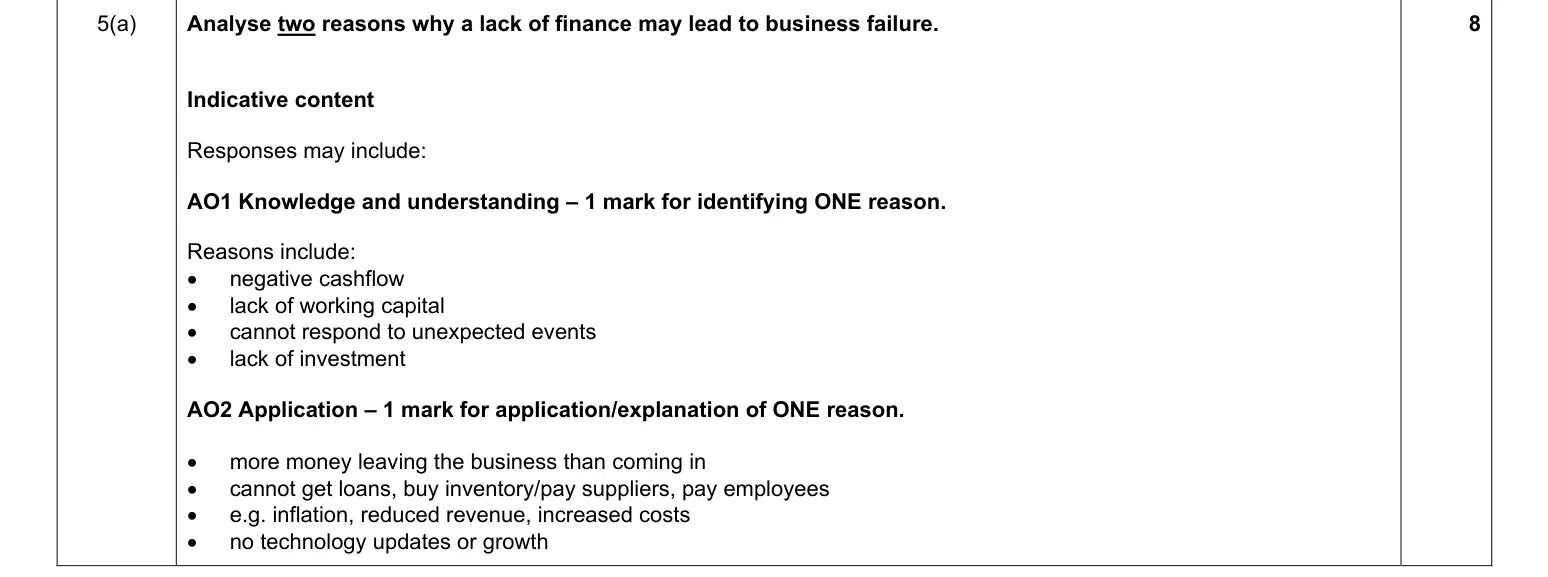 5(a) Analyse two reasons why a lack of finance may lead to business failure. 8
Indicative content
Responses may include:
AO1 Knowledge and understanding – 1 mark for identifying ONE reason.
Reasons include:
• negative cashflow
• lack of working capital
• cannot respond to unexpected events
• lack of investment
AO2 Application – 1 mark for application/explanation of ONE reason.
• more money leaving the business than coming in
• cannot get loans, buy inventory/pay suppliers, pay employees
• e.g. inflation, reduced revenue, increased costs
• no technology updates or growth